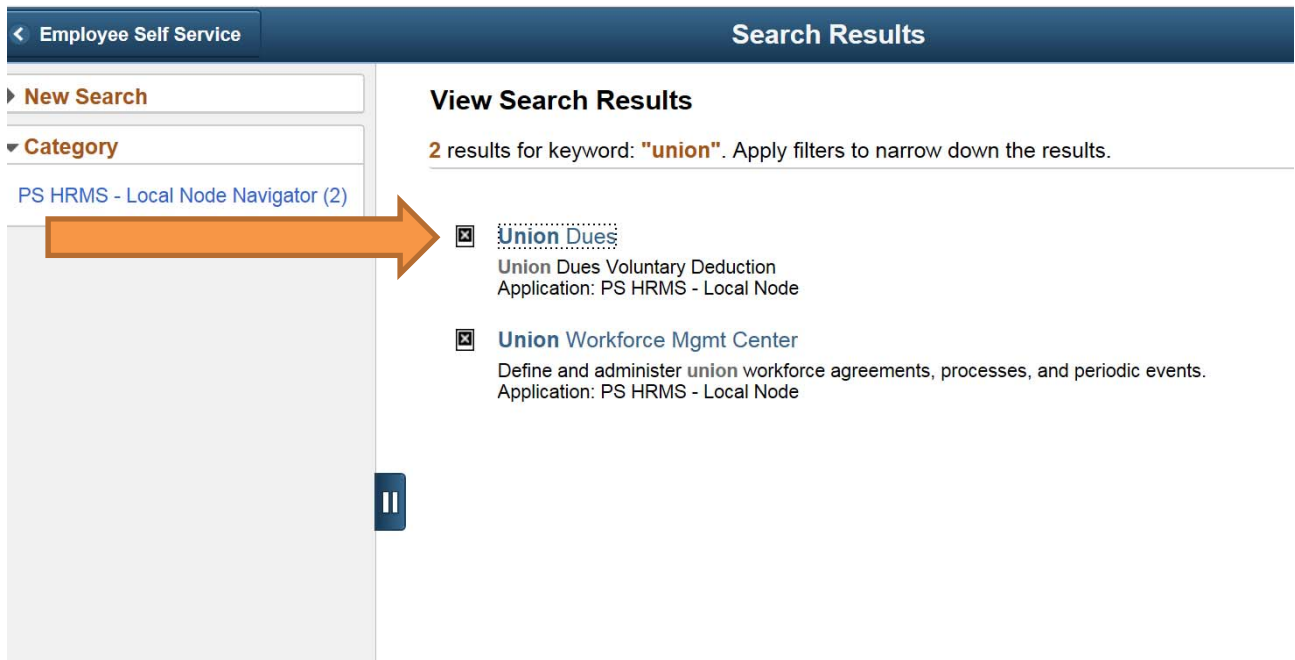 Employee Self Service
Search Results
New Search
Category
PS HRMS - Local Node Navigator (2)
View Search Results
2 results for keyword: "union". Apply filters to narrow down the results.
Union Dues
Union Dues Voluntary Deduction
Application: PS HRMS - Local Node
Union Workforce Mgmt Center
Define and administer union workforce agreements, processes, and periodic events.
Application: PS HRMS - Local Node